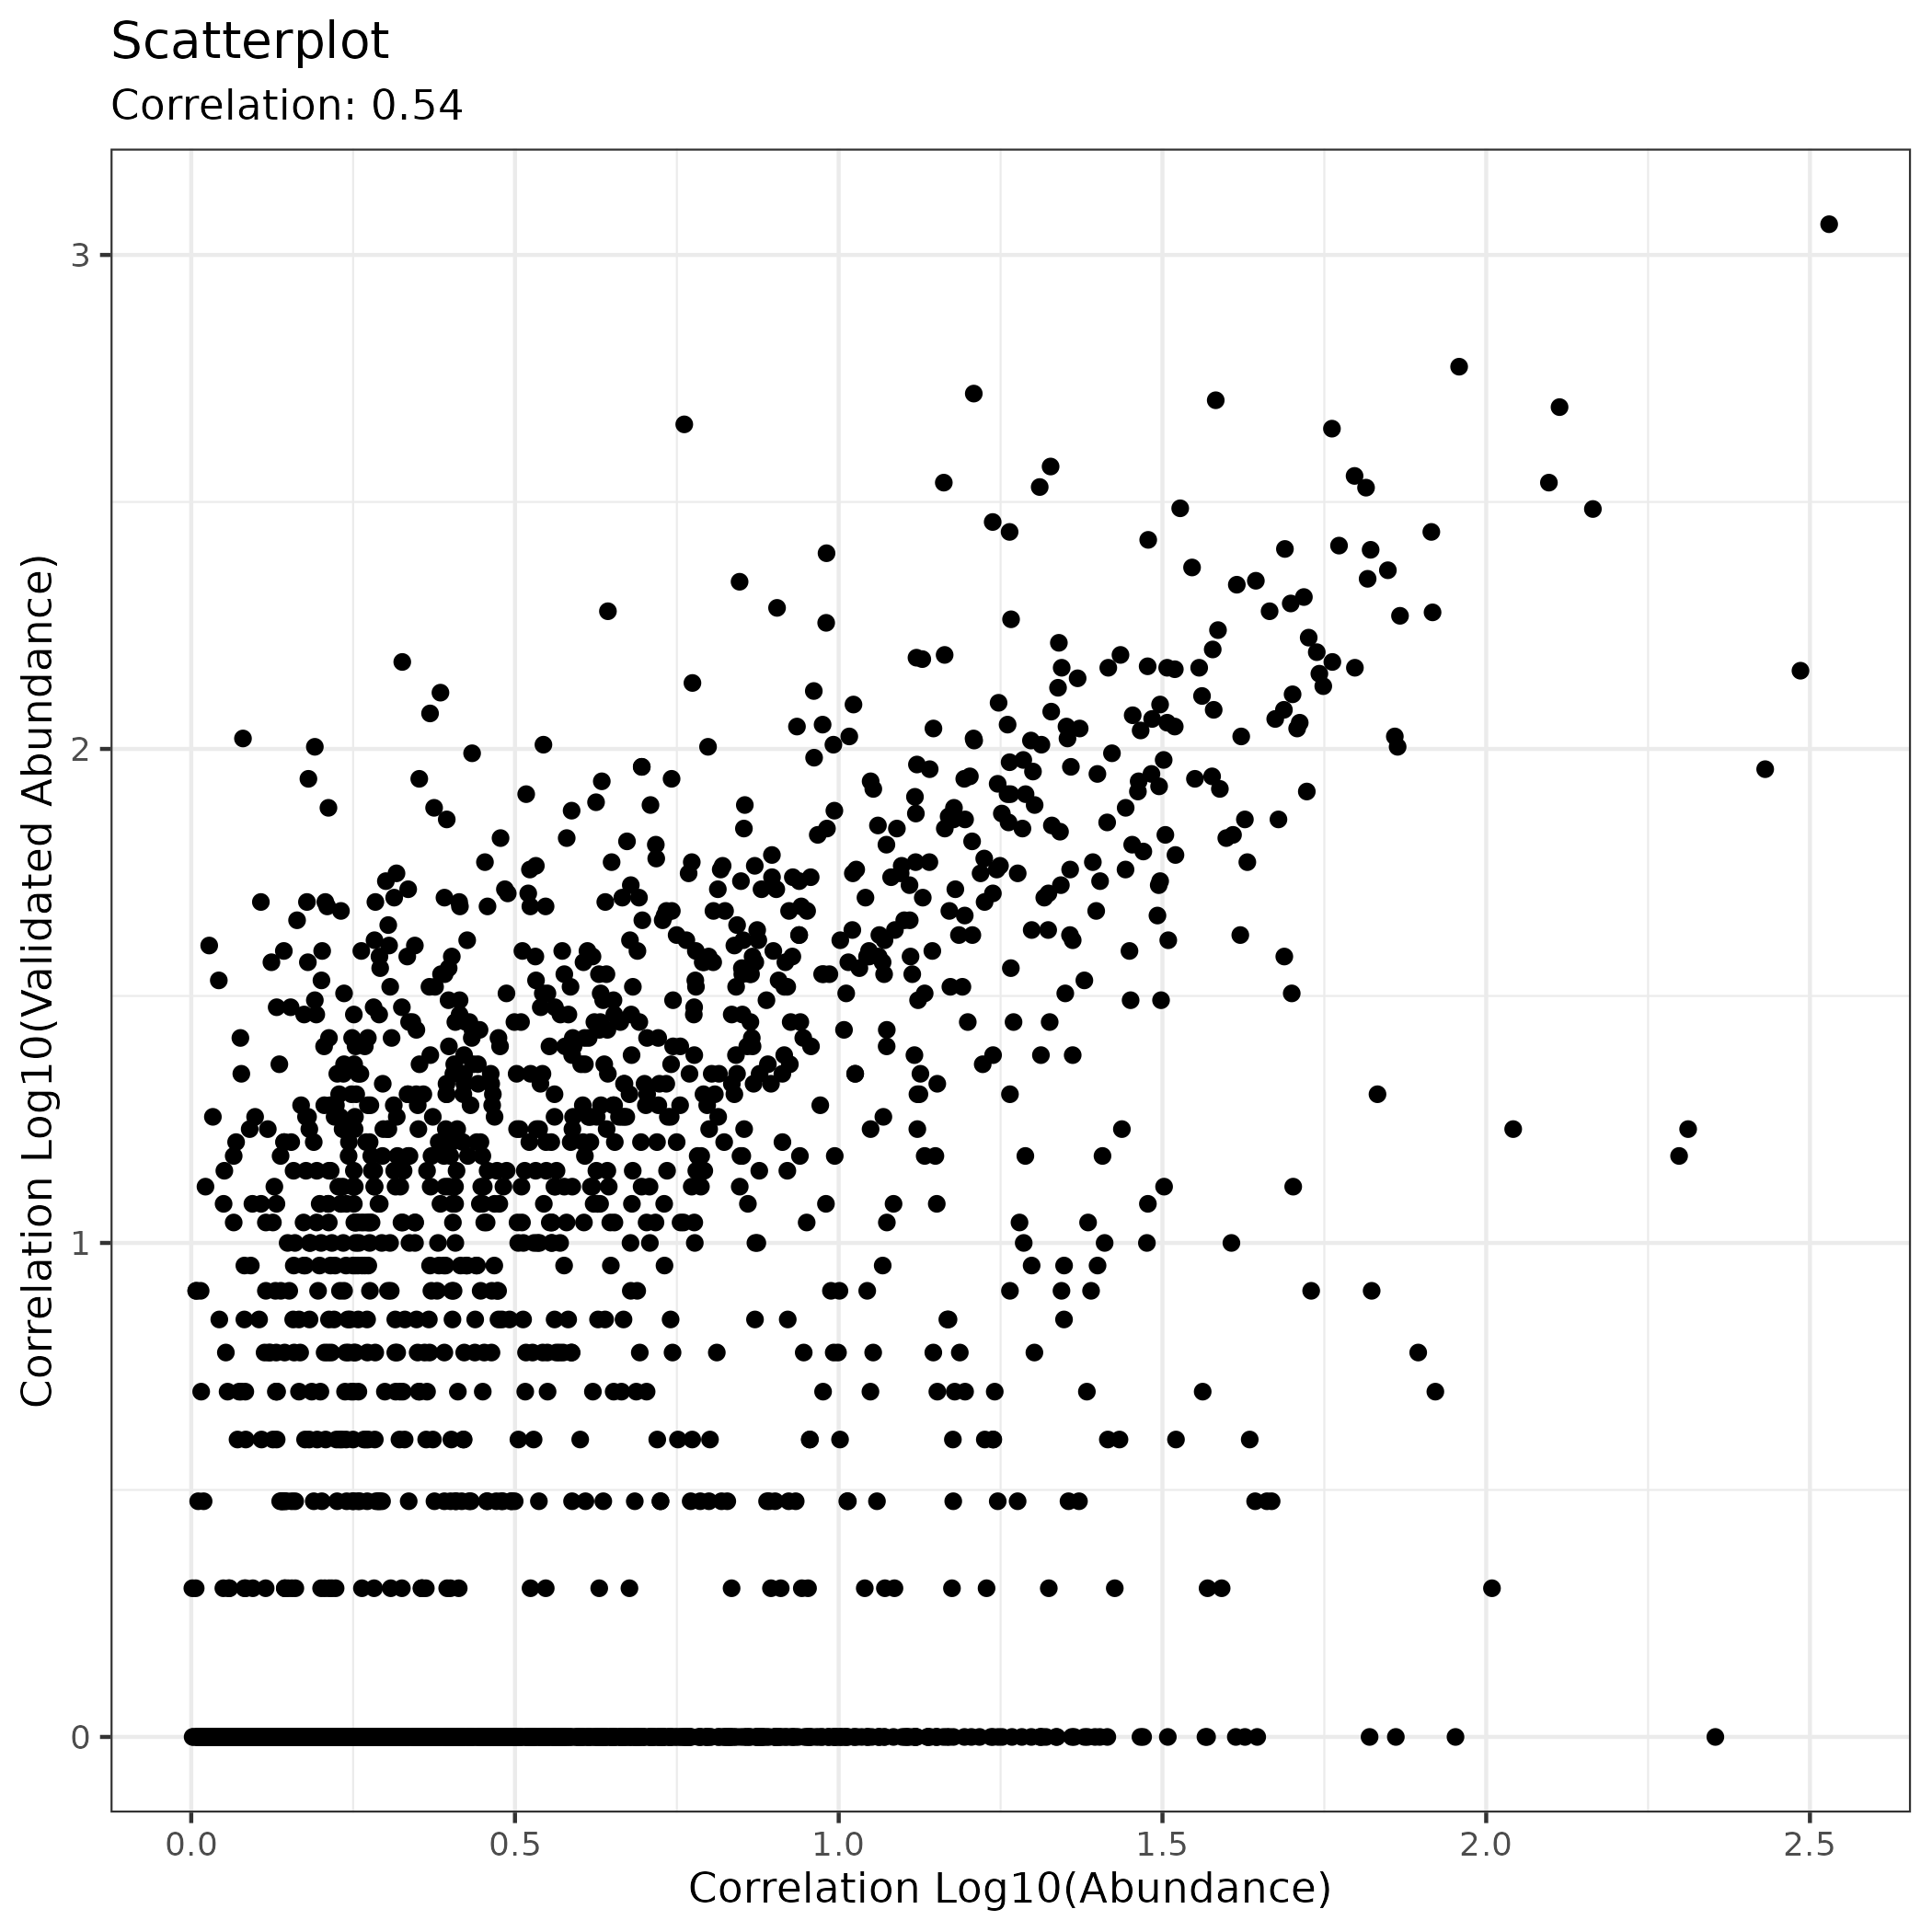 Scatterplot
Correlation: 0.54
Correlation Log10(Validated Abundance)
3
2
1
0
0.0 0.5 1.0 1.5 2.0 2.5
Correlation Log10(Abundance)